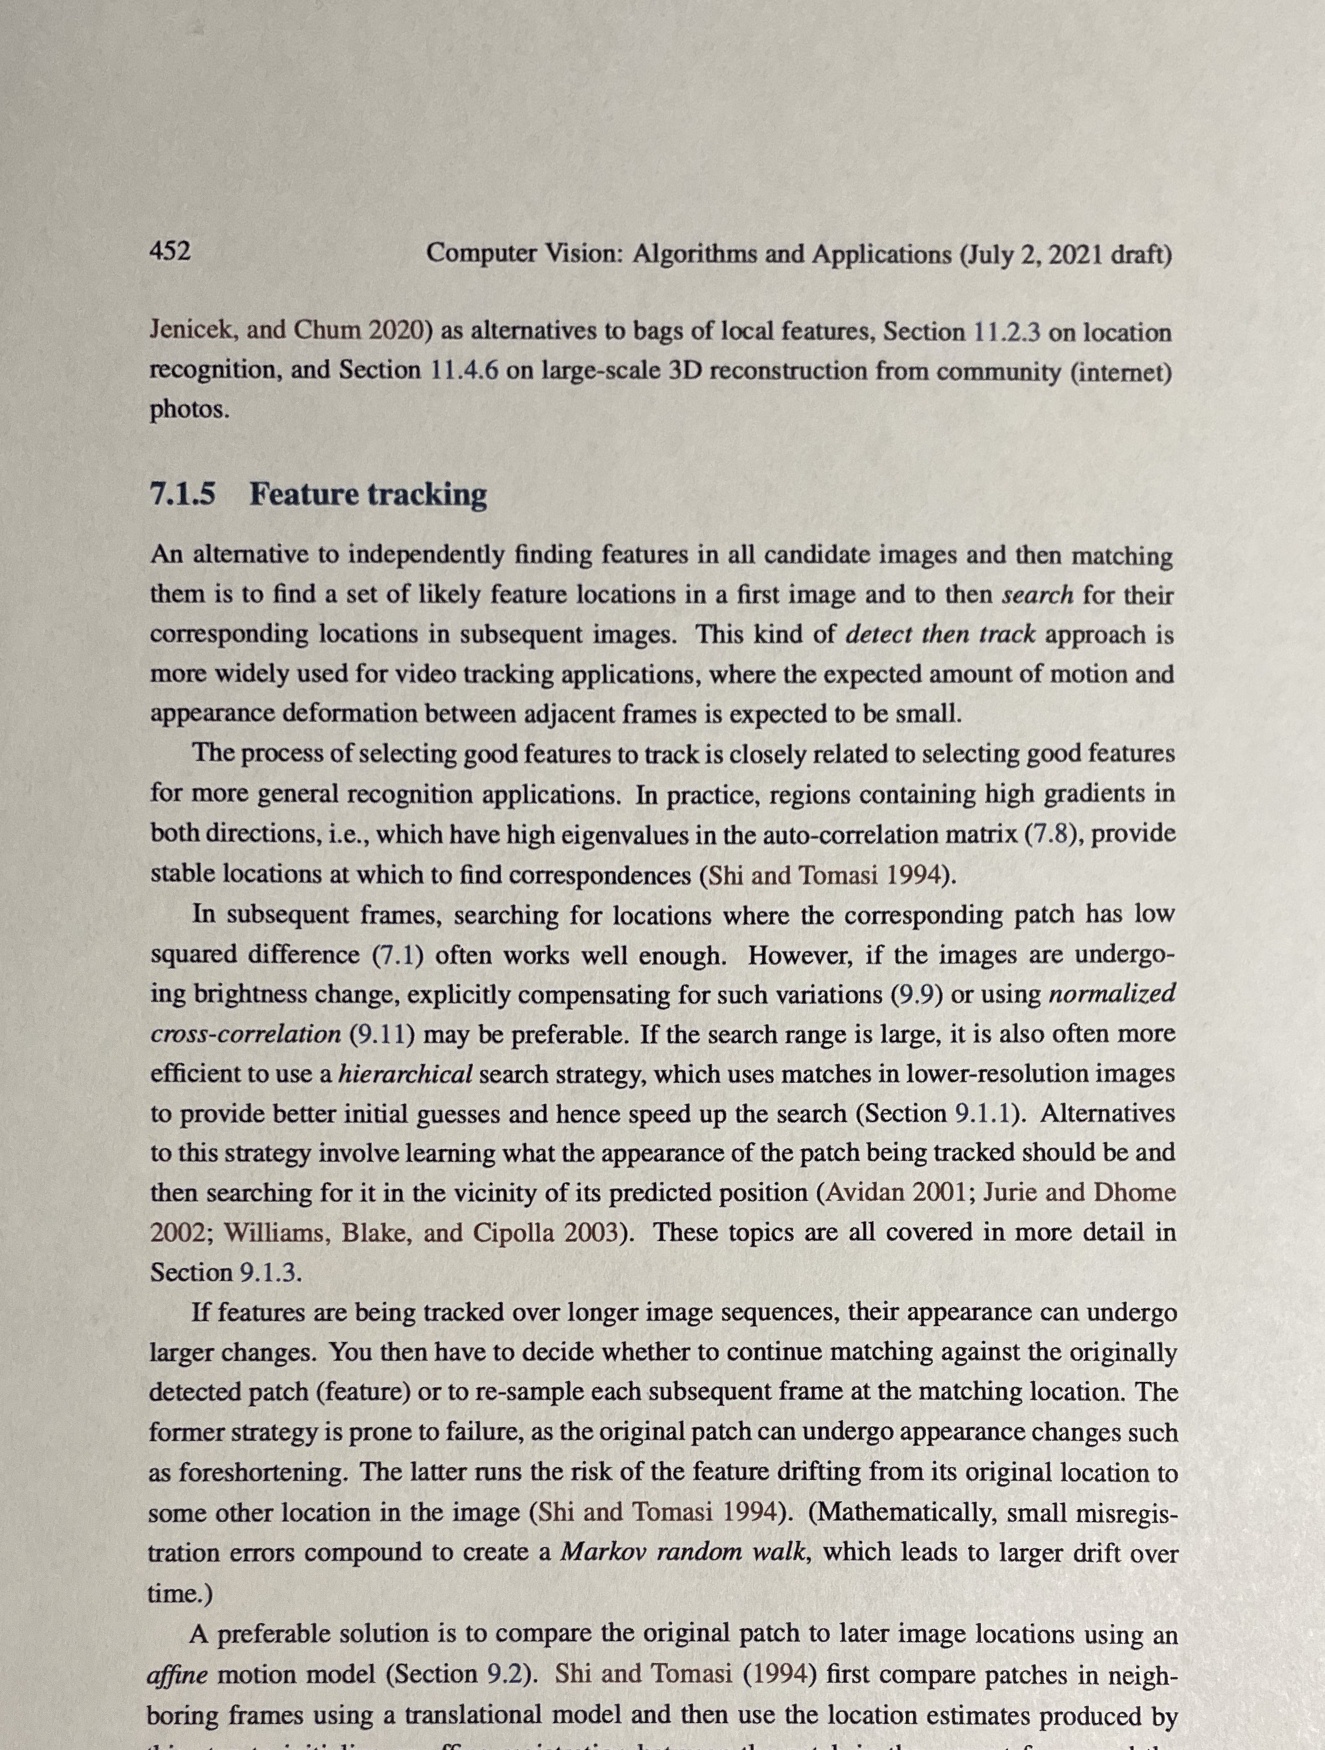 452 Computer Vision: Algorithms and Applications (July 2, 2021 draft)
Jenicek, and Chum 2020) as alternatives to bags of local features, Section 11.2.3 on location
recognition, and Section 11.4.6 on large-scale 3D reconstruction from community (internet)
photos.
7.1.5 Feature tracking
An alternative to independently finding features in all candidate images and then matching
them is to find a set of likely feature locations in a first image and to then search for their
corresponding locations in subsequent images. This kind of detect then track approach is
more widely used for video tracking applications, where the expected amount of motion and
appearance deformation between adjacent frames is expected to be small.
The process of selecting good features to track is closely related to selecting good features
for more general recognition applications. In practice, regions containing high gradients in
both directions, i.e., which have high eigenvalues in the auto-correlation matrix (7.8), provide
stable locations at which to find correspondences (Shi and Tomasi 1994).
In subsequent frames, searching for locations where the corresponding patch has low
squared difference (7.1) often works well enough. However, if the images are undergo-
ing brightness change, explicitly compensating for such variations (9.9) or using normalized
cross-correlation (9.11) may be preferable. If the search range is large, it is also often more
efficient to use a hierarchical search strategy, which uses matches in lower-resolution images
to provide better initial guesses and hence speed up the search (Section 9.1.1). Alternatives
to this strategy involve learning what the appearance of the patch being tracked should be and
then searching for it in the vicinity of its predicted position (Avidan 2001; Jurie and Dhome
2002; Williams, Blake, and Cipolla 2003). These topics are all covered in more detail in
Section 9.1.3.
If features are being tracked over longer image sequences, their appearance can undergo
larger changes. You then have to decide whether to continue matching against the originally
detected patch (feature) or to re-sample each subsequent frame at the matching location. The
former strategy is prone to failure, as the original patch can undergo appearance changes such
as foreshortening. The latter runs the risk of the feature drifting from its original location to
some other location in the image (Shi and Tomasi 1994). (Mathematically, small misregis-
tration errors compound to create a Markov random walk, which leads to larger drift over
time.)
A preferable solution is to compare the original patch to later image locations using an
affine motion model (Section 9.2). Shi and Tomasi (1994) first compare patches in neigh-
boring frames using a translational model and then use the location estimates produced by